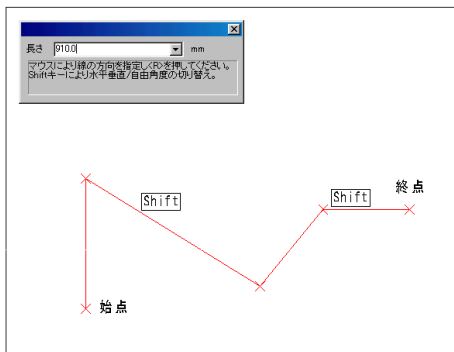 長さ 910.0 mm
マウスにより線の方向を指定し<R>を押してください。
Shiftキーにより水平垂直/自由角度の切り替え。
Shift
Shift
終点
始点